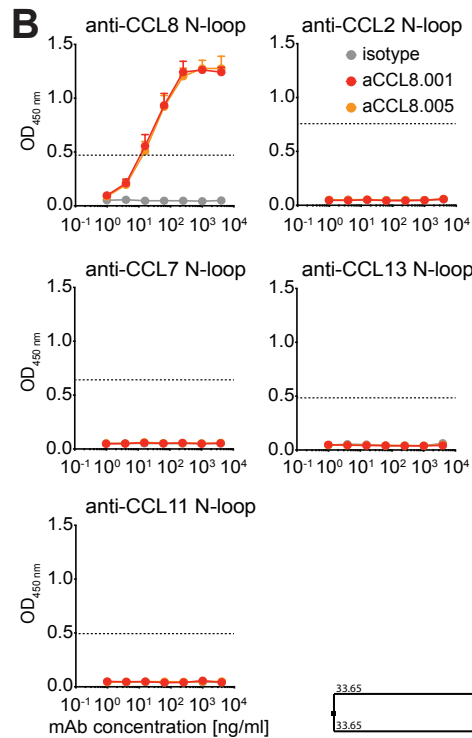 B
anti-CCL8 N-loop
1.5
1.0
0.5
0.0
OD450 nm
10-1 100 101 102 103 104
anti-CCL2 N-loop
isotype
aCCL8.001
aCCL8.005
1.5
1.0
0.5
0.0
10-1 100 101 102 103 104
anti-CCL7 N-loop
1.5
1.0
0.5
0.0
OD450 nm
10-1 100 101 102 103 104
anti-CCL13 N-loop
1.5
1.0
0.5
0.0
10-1 100 101 102 103 104
anti-CCL11 N-loop
1.5
1.0
0.5
0.0
OD450 nm
10-1 100 101 102 103 104
mAb concentration [ng/ml]
33.65
33.65